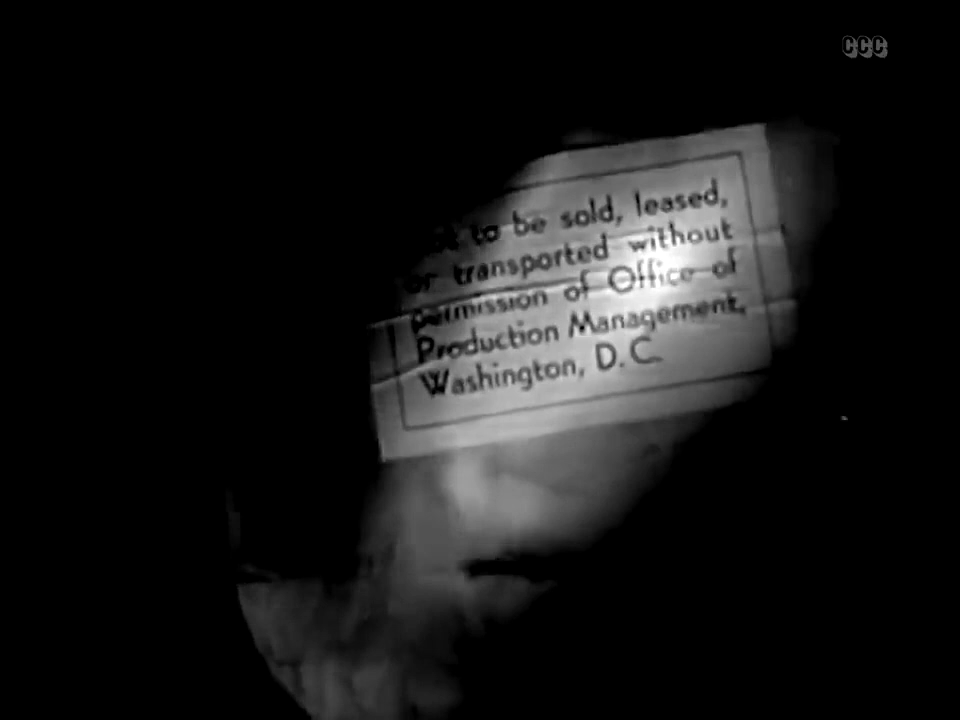 CCC
to be sold, leased,
or transported without
permission of Office of
Production Management,
Washington, D.C.